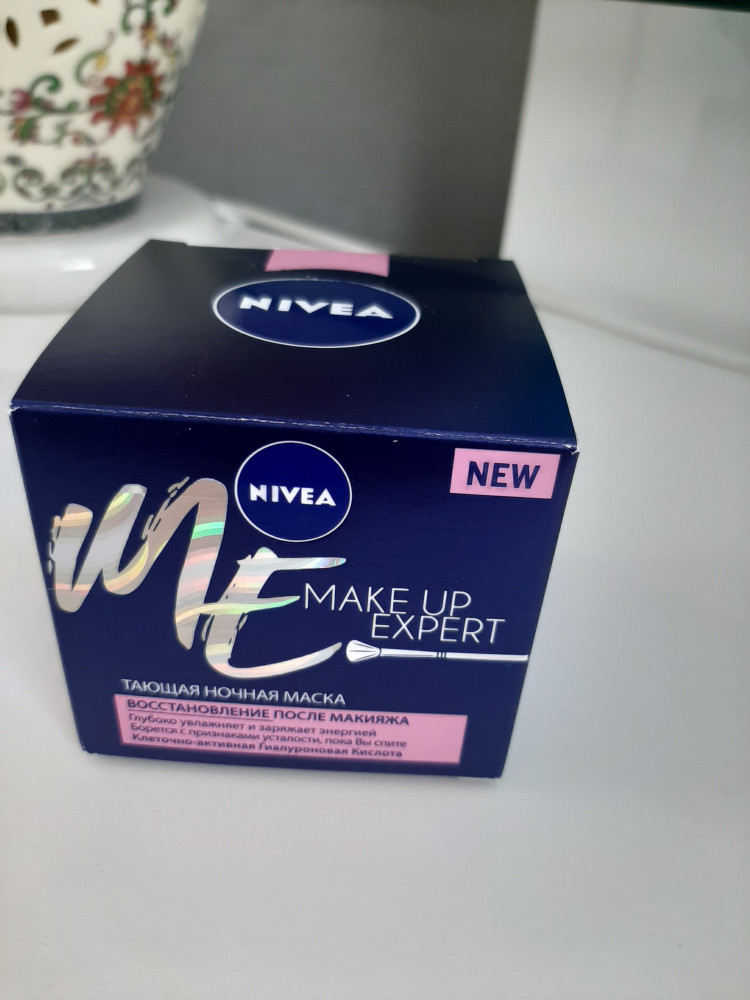 NIVEA
NIVEA
NEW
ME
MAKE UP
EXPERT
ТАЮЩАЯ НОЧНАЯ МАСКА
ВОССТАНОВЛЕНИЕ ПОСЛЕ МАКИЯЖА
Глубоко увлажняет и заряжает энергией
Борется с признаками усталости, пока Вы спите
Клеточно-активная Гиалуроновая Кислота